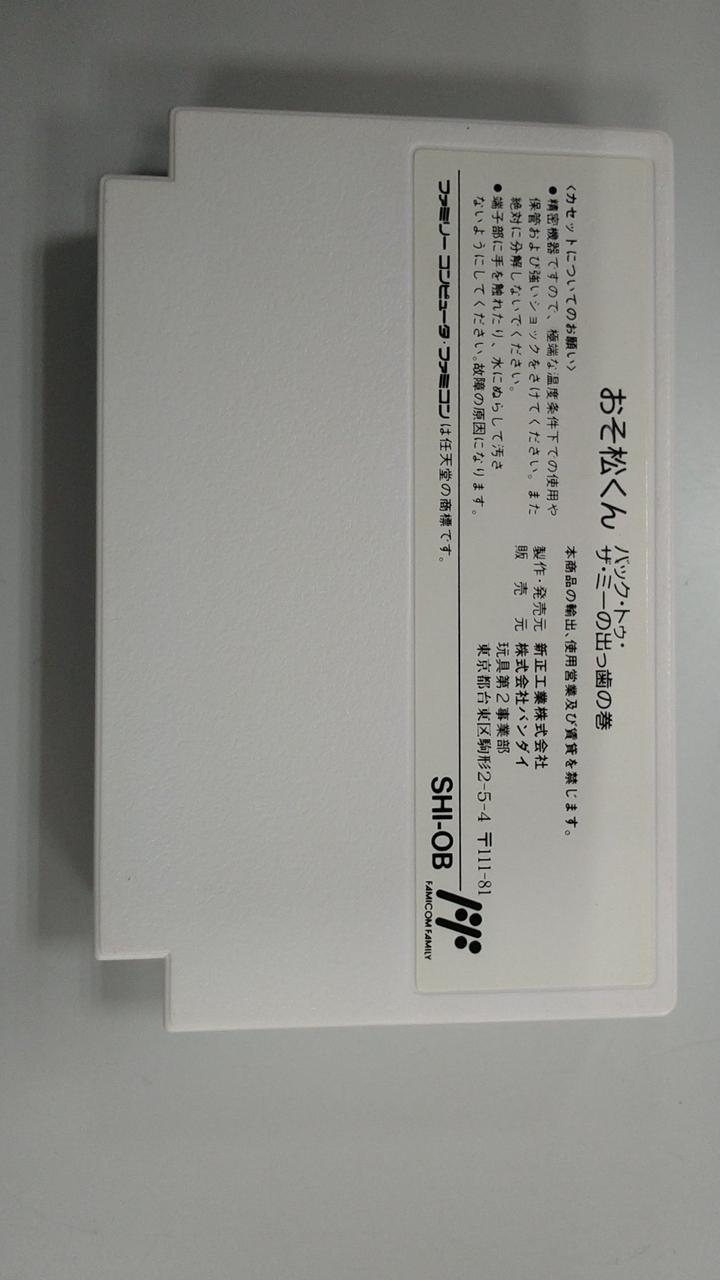 おそ松くん バック・トゥ・ザ・ミーの出っ歯の巻
〈カセットについてのお願い〉
●精密機器ですので、極端な温度条件下での使用や
保管および強いショックをさけてください。また
絶対に分解しないでください。
●端子部に手を触れたり、水にぬらして汚さ
ないようにしてください。故障の原因になります。
本商品の輸出、使用営業及び賃貸を禁じます。
製作・発売元 新正工業株式会社
販売元 株式会社バンダイ
玩具第2事業部
東京都台東区駒形2-5-4 〒111-81
ファミリーコンピュータ・ファミコンは任天堂の商標です。
SHI-OB
FAMICOM FAMILY